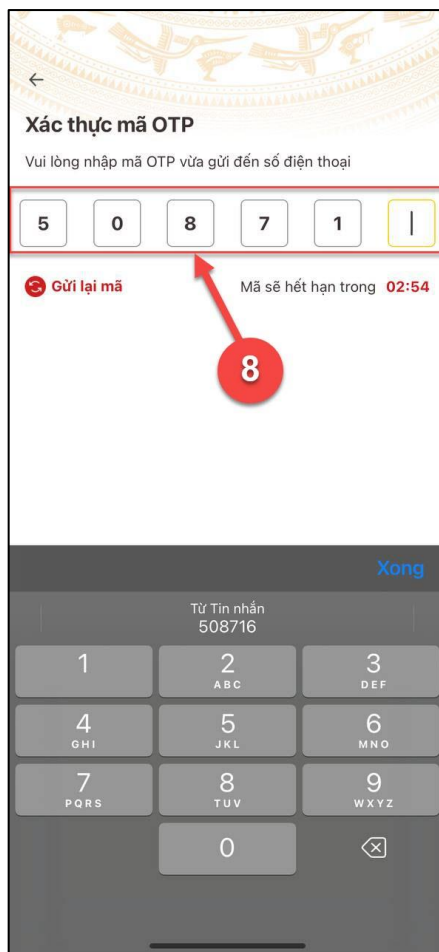 Xác thực mã OTP
Vui lòng nhập mã OTP vừa gửi đến số điện thoại
5 0 8 7 1
Gửi lại mã Mã sẽ hết hạn trong 02:54
8
Xong
Từ Tin nhắn
508716
1 2 3
ABC DEF
4 5 6
GHI JKL MNO
7 8 9
PQRS TUV WXYZ
0